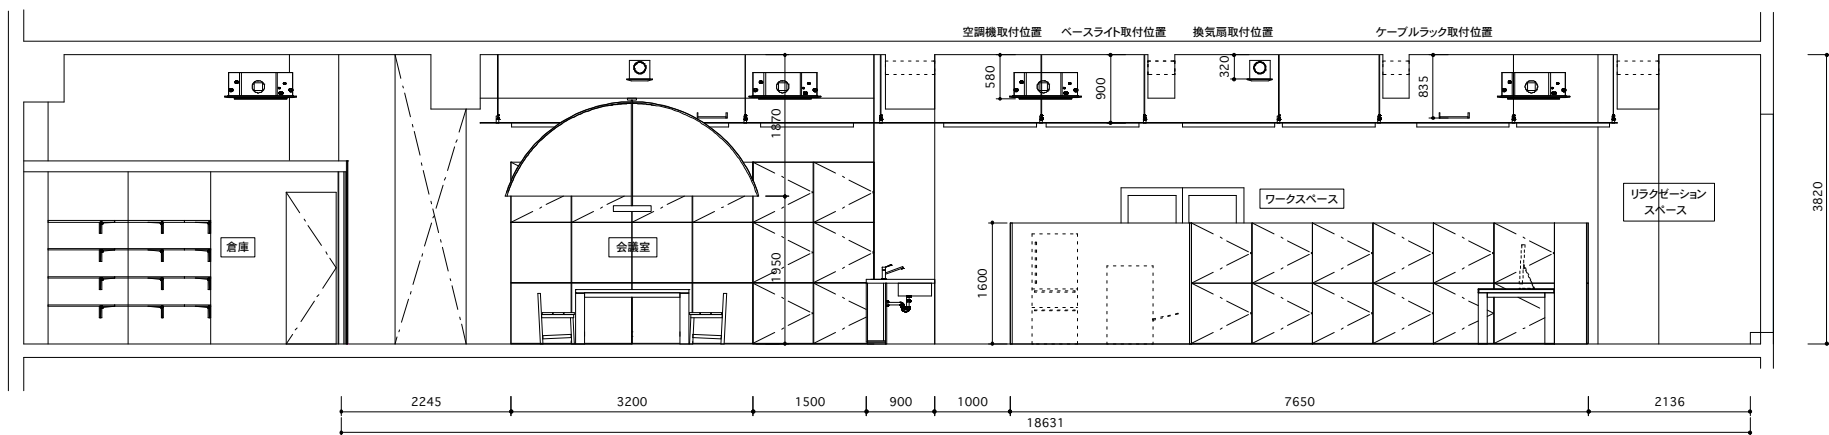 空調機取付位置
ベースライト取付位置
換気扇取付位置
ケーブルラック取付位置
580
900
320
835
1870
3820
倉庫
会議室
ワークスペース
リラクゼーション
スペース
1950
1600
2245
3200
1500
900
1000
7650
2136
18631